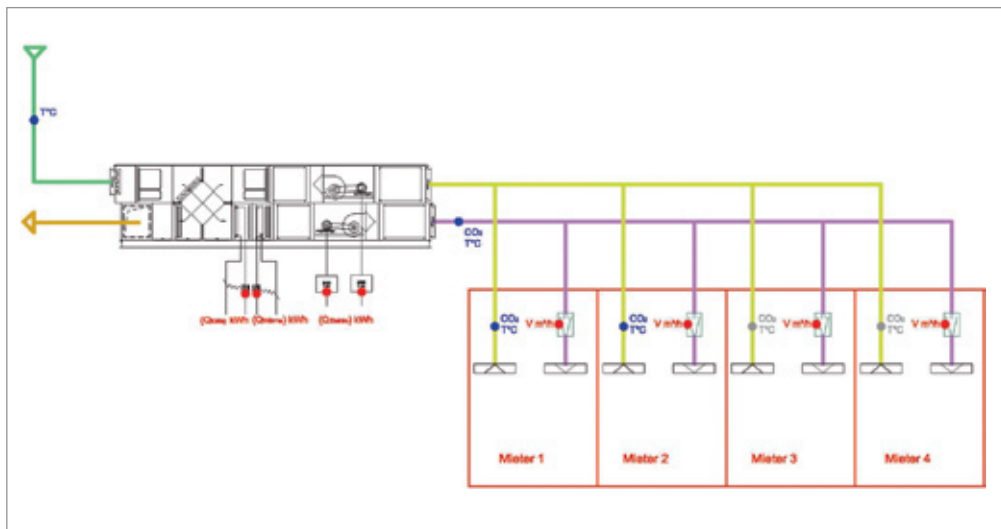 T°C
CO₂
T°C
kWh
kWh
kWh
CO₂
T°C
V m³/h
CO₂
T°C
V m³/h
CO₂
T°C
V m³/h
CO₂
T°C
V m³/h
Mieter 1
Mieter 2
Mieter 3
Mieter 4